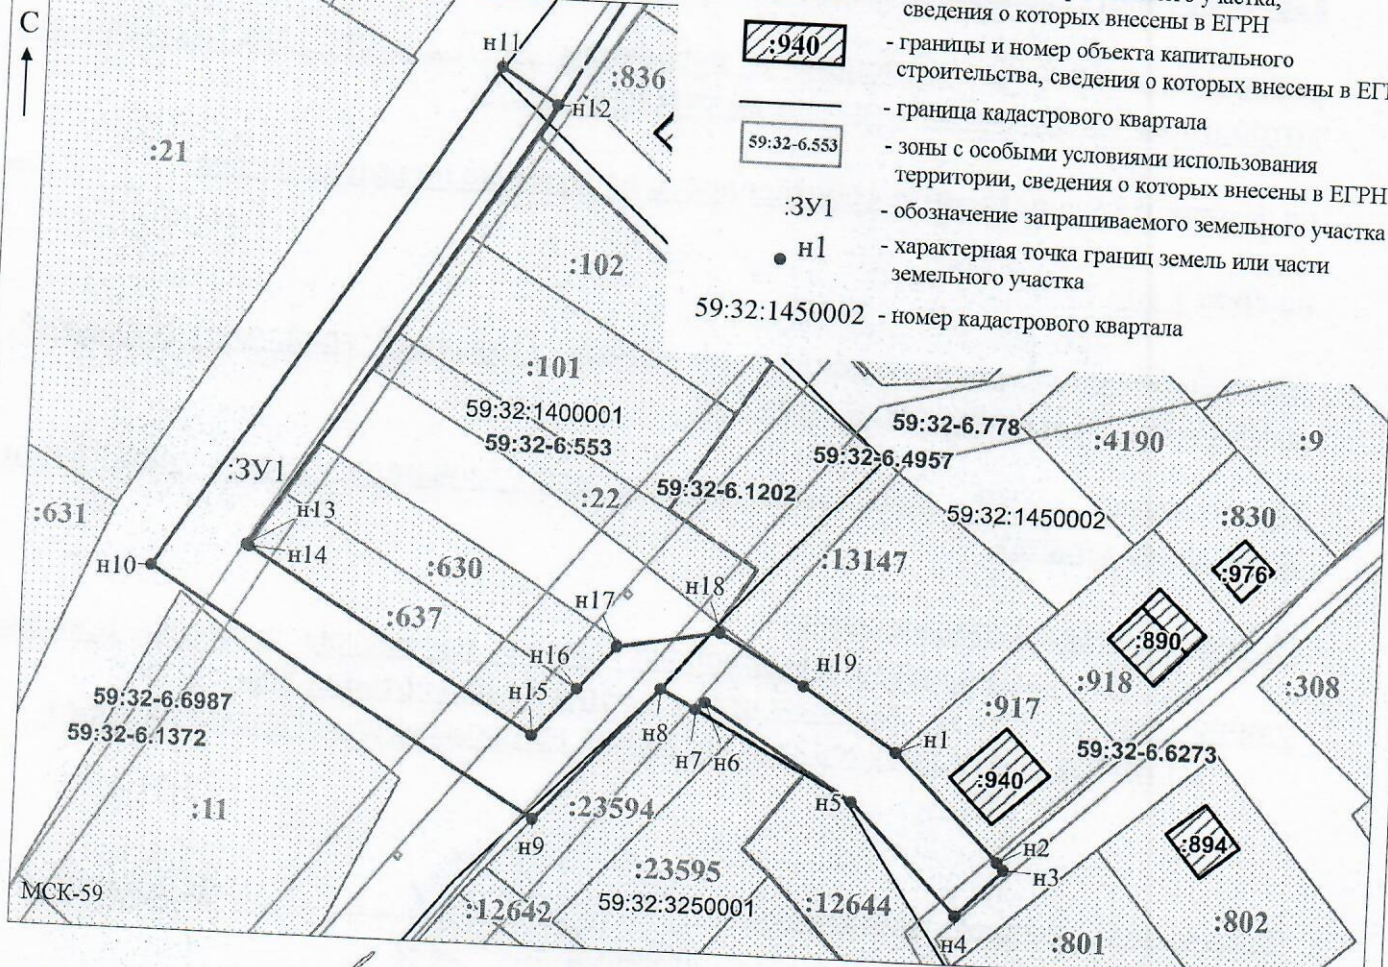 С
участка,
сведения о которых внесены в ЕГРН
:940
- границы и номер объекта капитального
строительства, сведения о которых внесены в
- граница кадастрового квартала
59:32-6.553
- зоны с особыми условиями использования
территории, сведения о которых внесены в ЕГРН
:ЗУ1
- обозначение запрашиваемого земельного участка
н1
- характерная точка границ земель или части
земельного участка
59:32:1450002
- номер кадастрового квартала
н11
:836
н12
:21
:102
:101
59:32:1400001
59:32-6.553
59:32-6.778
:4190
:9
59:32-6.4957
:ЗУ1
:22
59:32-6.1202
59:32:1450002
:830
:631
н13
н10
н14
:630
:13147
:976
:637
н17
н18
:890
н16
н19
:918
:308
59:32-6.6987
59:32-6.1372
н15
н8
:917
н1
59:32-6.6273
н7
н6
:940
:11
:23594
н5
н9
:894
н2
н3
:23595
МСК-59
:12642
59:32:3250001
:12644
н4
:801
:802